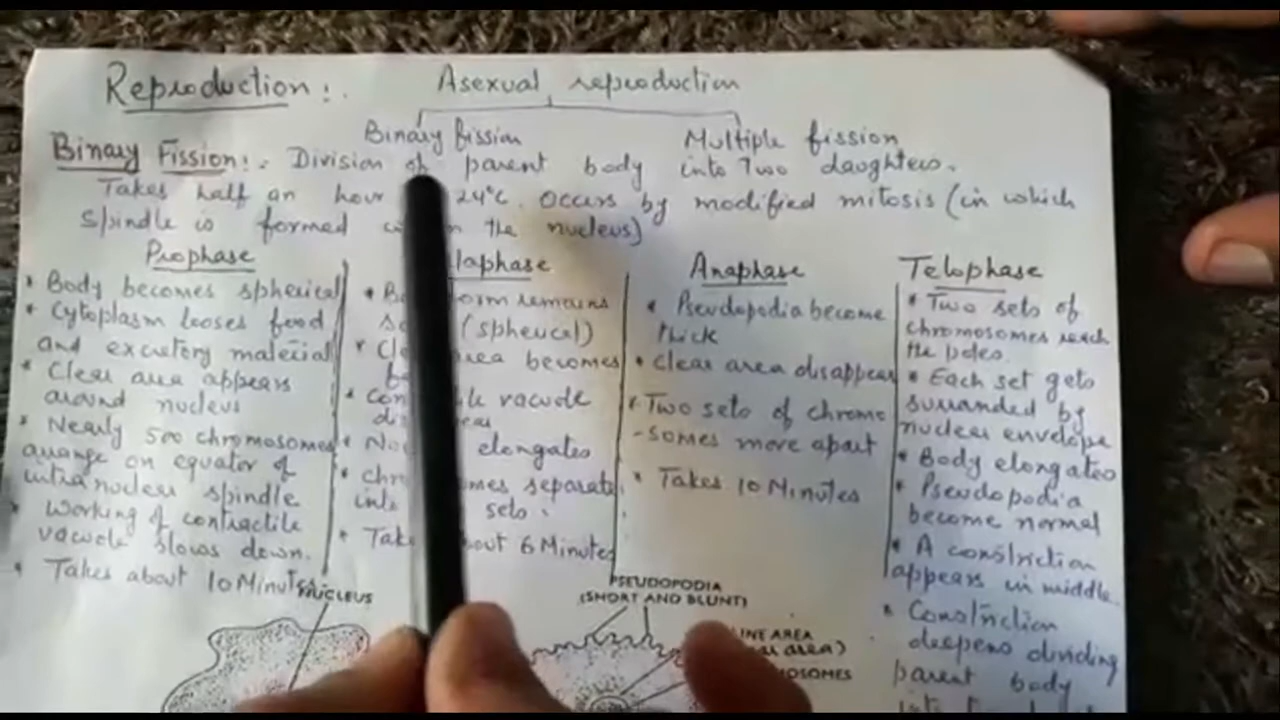 Reproduction:.
Asexual reproduction
Binary fission
Multiple fission
Binary Fission:. Division of parent body into Two daughters.
Takes half an hour 24°C. Occurs by modified mitosis (in which
spindle is formed the nucleus)
Prophase
* Body becomes spherical
* Cytoplasm looses food
and excretory material
* Clear area appears
around nucleus
* Nearly 500 chromosomes
arrange on equator of
intranuclear spindle
* Working of contractile
vacuole slows down.
* Takes about 10 Minutes
remains
(spheucal)
area becomes
vacuole
elongates
separate
into sets.
6 Minutes
Anaphase
* Pseudopodia become
thick
* Clear area disappear
* Two sets of chromo
-somes move apart
* Takes 10 Minutes
Telophase
* Two sets of
chromosomes reach
the poles.
* Each set gets
surranded by
nuclear envelope
* Body elongates
* Pseudopodia
become normal
* A constriction
appears in middle.
* Constriction
deepens dividing
parent body
NUCLEUS
PSEUDOPODIA
(SHORT AND BLUNT)
AREA
area)